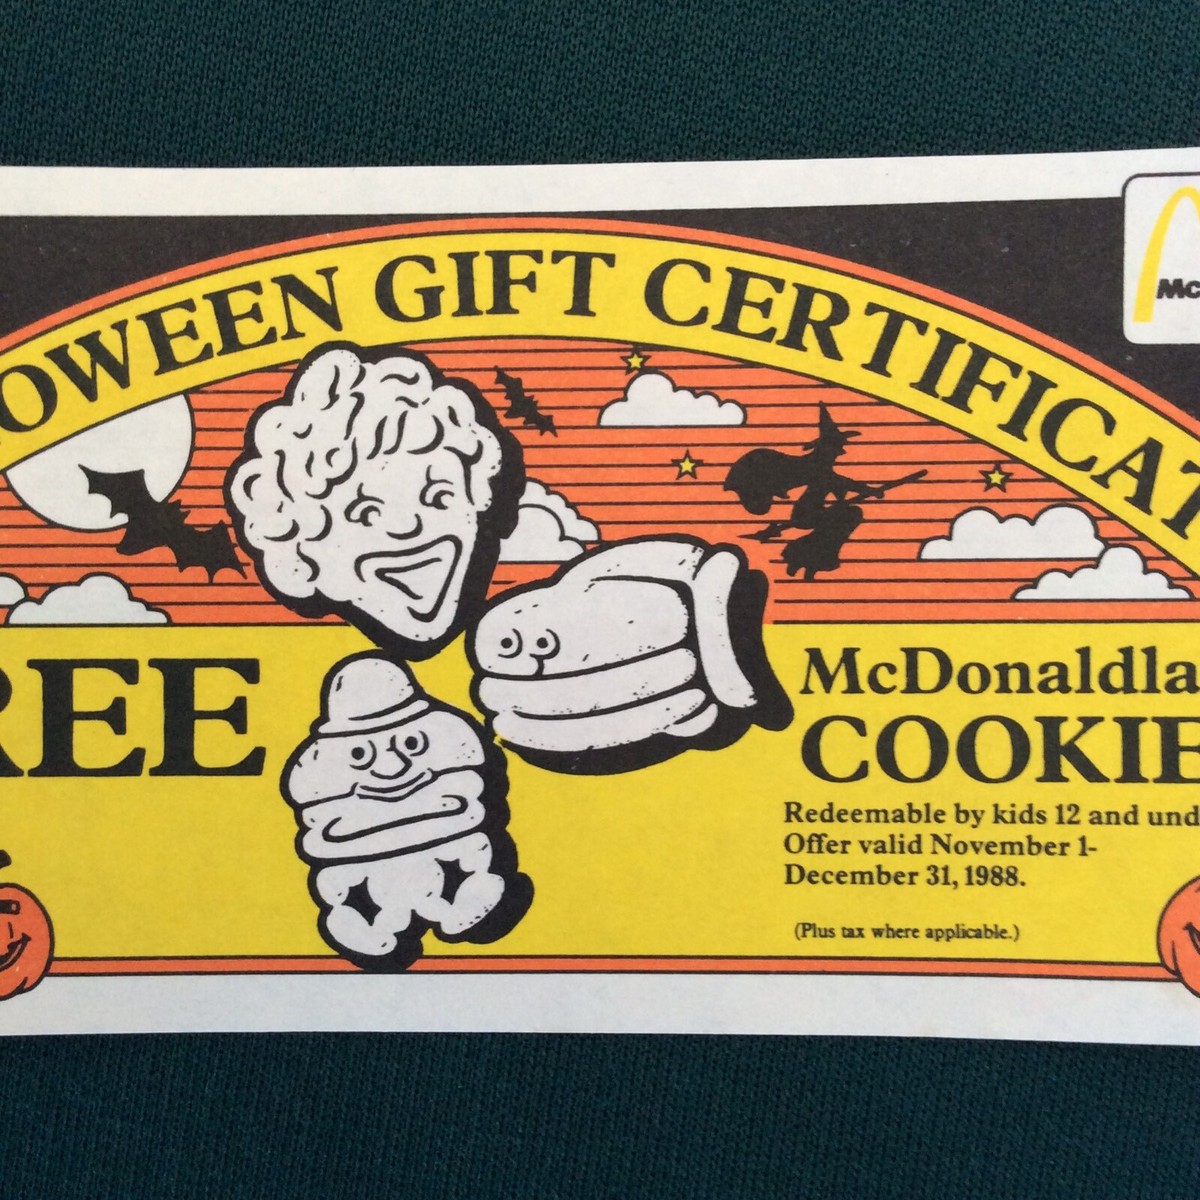 OWEEN GIFT CERTIFICAT
Mc
REE
McDonaldla
COOKIE
Redeemable by kids 12 and und
Offer valid November 1-
December 31, 1988.
(Plus tax where applicable.)